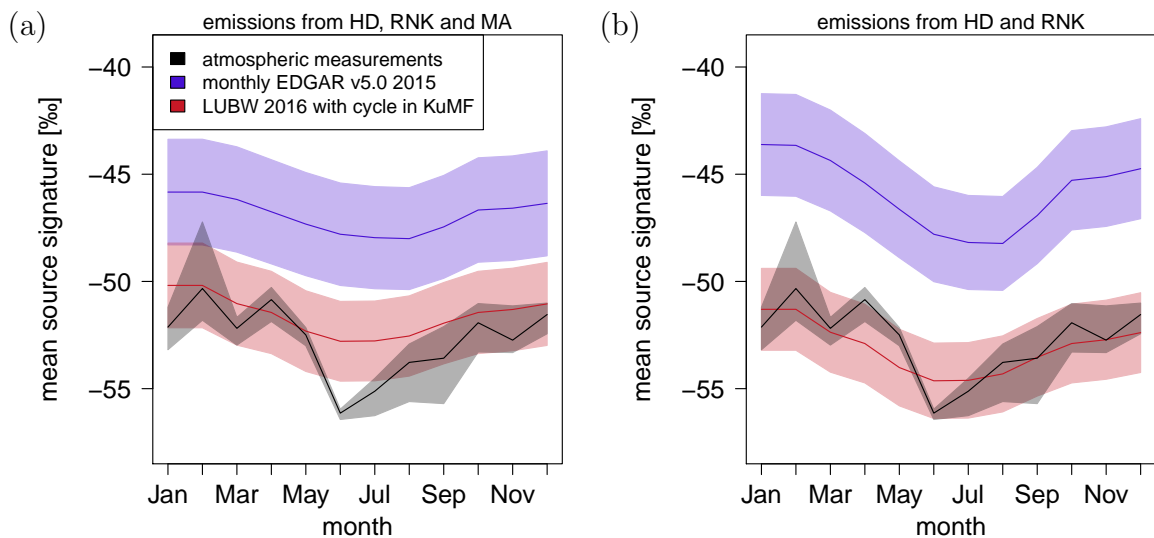 (a)
emissions from HD, RNK and MA
atmospheric measurements
monthly EDGAR v5.0 2015
LUBW 2016 with cycle in KuMF
mean source signature [‰]
−40
−45
−50
−55
Jan Mar May Jul Sep Nov
month
(b)
emissions from HD and RNK
mean source signature [‰]
−40
−45
−50
−55
Jan Mar May Jul Sep Nov
month